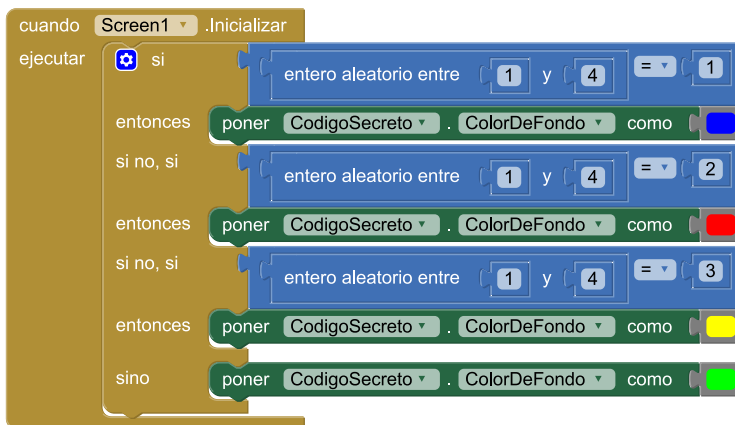 cuando Screen1 .Inicializar
ejecutar si entero aleatorio entre 1 y 4 = 1
entonces poner CodigoSecreto . ColorDeFondo como
si no, si entero aleatorio entre 1 y 4 = 2
entonces poner CodigoSecreto . ColorDeFondo como
si no, si entero aleatorio entre 1 y 4 = 3
entonces poner CodigoSecreto . ColorDeFondo como
sino poner CodigoSecreto . ColorDeFondo como